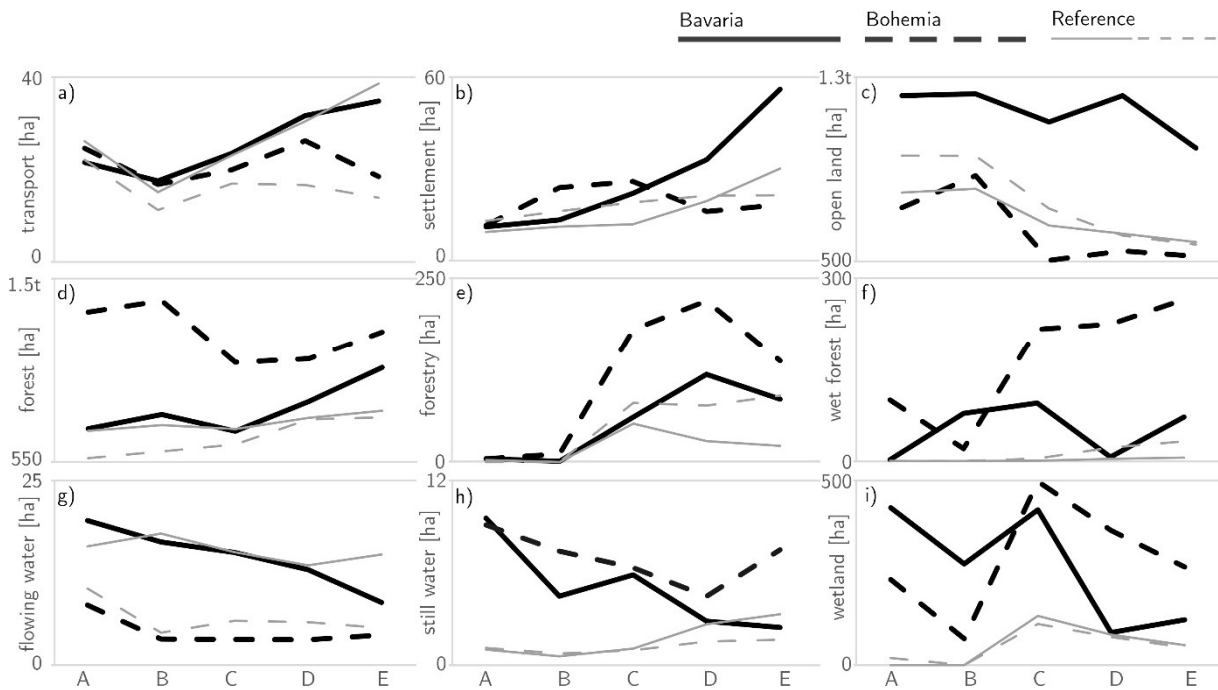 Bavaria Bohemia Reference
40 60 1.3t
a) b) c)
transport [ha] settlement [ha] open land [ha]
0 0 500
1.5t 250 300
d) e) f)
forest [ha] forestry [ha] wet forest [ha]
550 0 0
25 12 500
g) h) i)
flowing water [ha] still water [ha] wetland [ha]
0 0 0
A B C D E A B C D E A B C D E